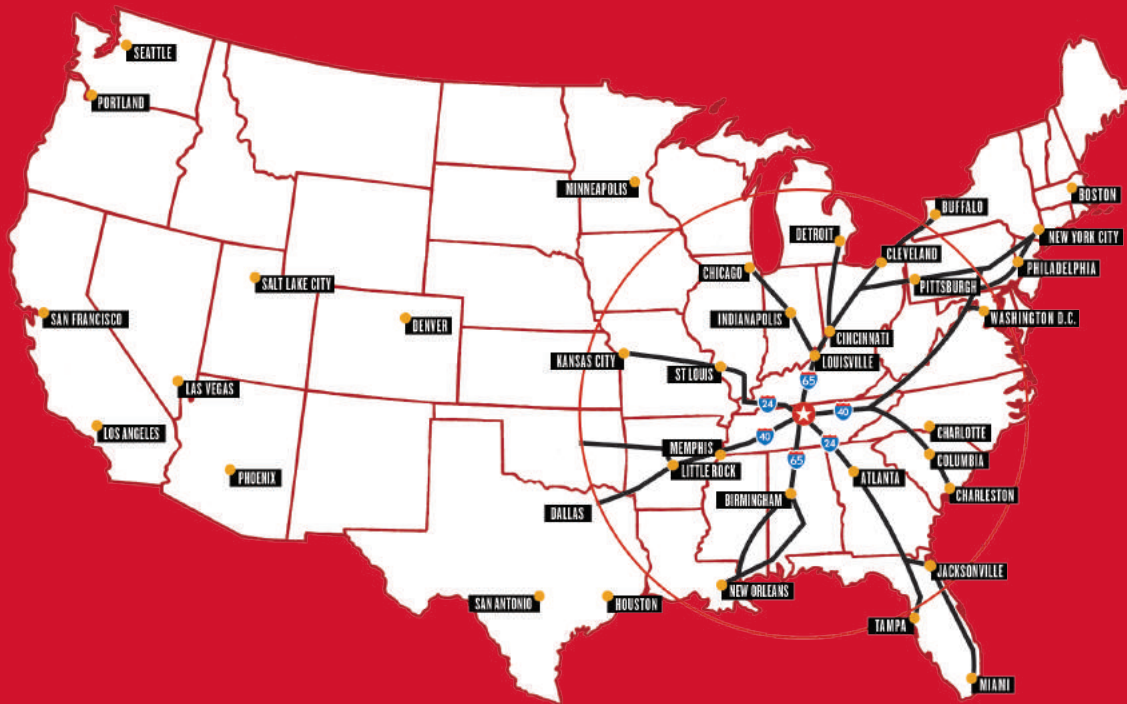 SEATTLE
PORTLAND
MINNEAPOLIS
BOSTON
BUFFALO
DETROIT
NEW YORK CITY
CLEVELAND
CHICAGO
PHILADELPHIA
SALT LAKE CITY
PITTSBURGH
SAN FRANCISCO
DENVER
INDIANAPOLIS
WASHINGTON D.C.
CINCINNATI
KANSAS CITY
LOUISVILLE
ST LOUIS
65
LAS VEGAS
24
40
LOS ANGELES
CHARLOTTE
40
24
MEMPHIS
65
COLUMBIA
LITTLE ROCK
PHOENIX
ATLANTA
CHARLESTON
BIRMINGHAM
DALLAS
JACKSONVILLE
NEW ORLEANS
SAN ANTONIO
HOUSTON
TAMPA
MIAMI